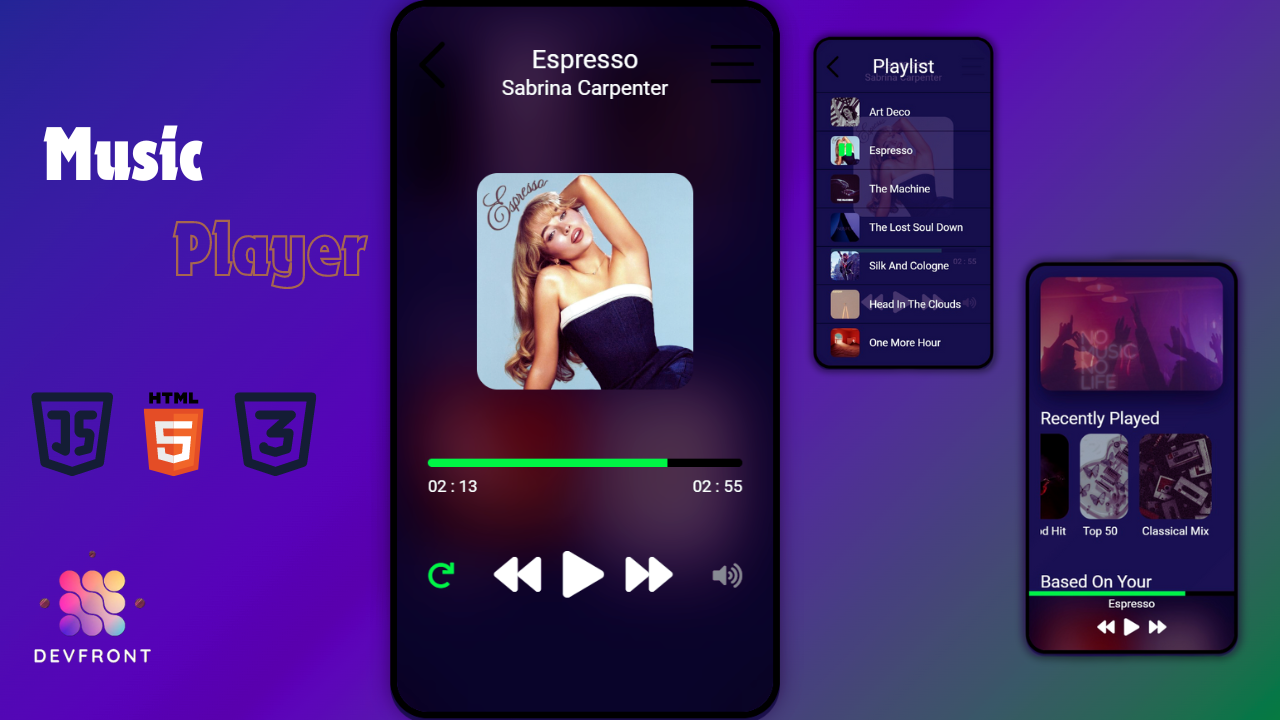 Music
Player
JS
HTML
5
3
DEVFRONT
Espresso
Sabrina Carpenter
Espresso
02 : 13
02 : 55
Playlist
Sabrina Carpenter
Art Deco
Espresso
The Machine
The Lost Soul Down
Silk And Cologne
02 : 55
Head In The Clouds
One More Hour
NO
MUSIC
NO
LIFE
Recently Played
d Hit
Top 50
Classical Mix
Based On Your
Espresso